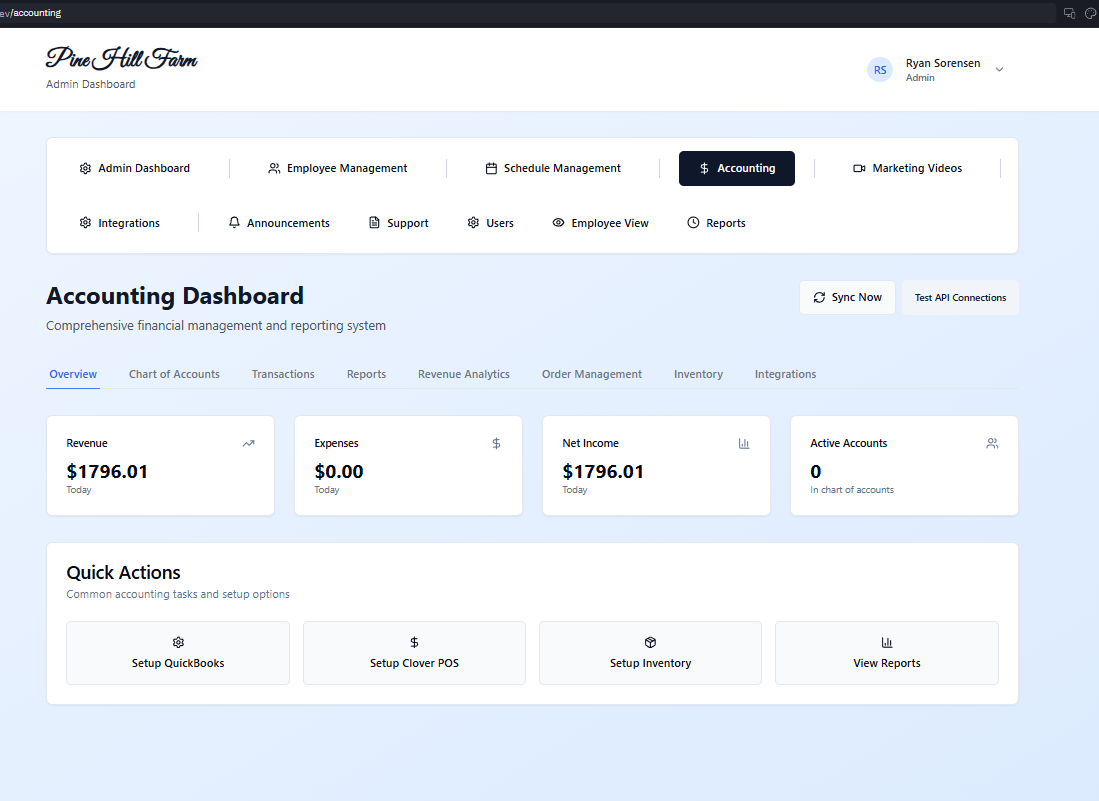 ev/accounting
Pine Hill Farm
Admin Dashboard
RS
Ryan Sorensen
Admin
Admin Dashboard
Employee Management
Schedule Management
Accounting
Marketing Videos
Integrations
Announcements
Support
Users
Employee View
Reports
Accounting Dashboard
Comprehensive financial management and reporting system
Sync Now
Test API Connections
Overview
Chart of Accounts
Transactions
Reports
Revenue Analytics
Order Management
Inventory
Integrations
Revenue
$1796.01
Today
Expenses
$0.00
Today
Net Income
$1796.01
Today
Active Accounts
0
In chart of accounts
Quick Actions
Common accounting tasks and setup options
Setup QuickBooks
Setup Clover POS
Setup Inventory
View Reports